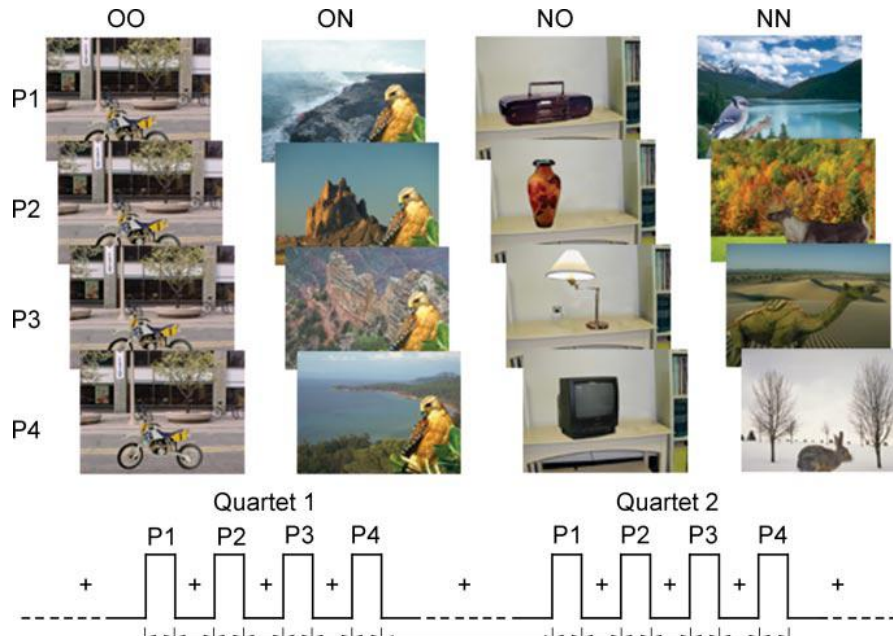 OO ON NO NN
P1
P2
P3
P4
Quartet 1 Quartet 2
P1 P2 P3 P4 P1 P2 P3 P4
+ + + + + + + + +